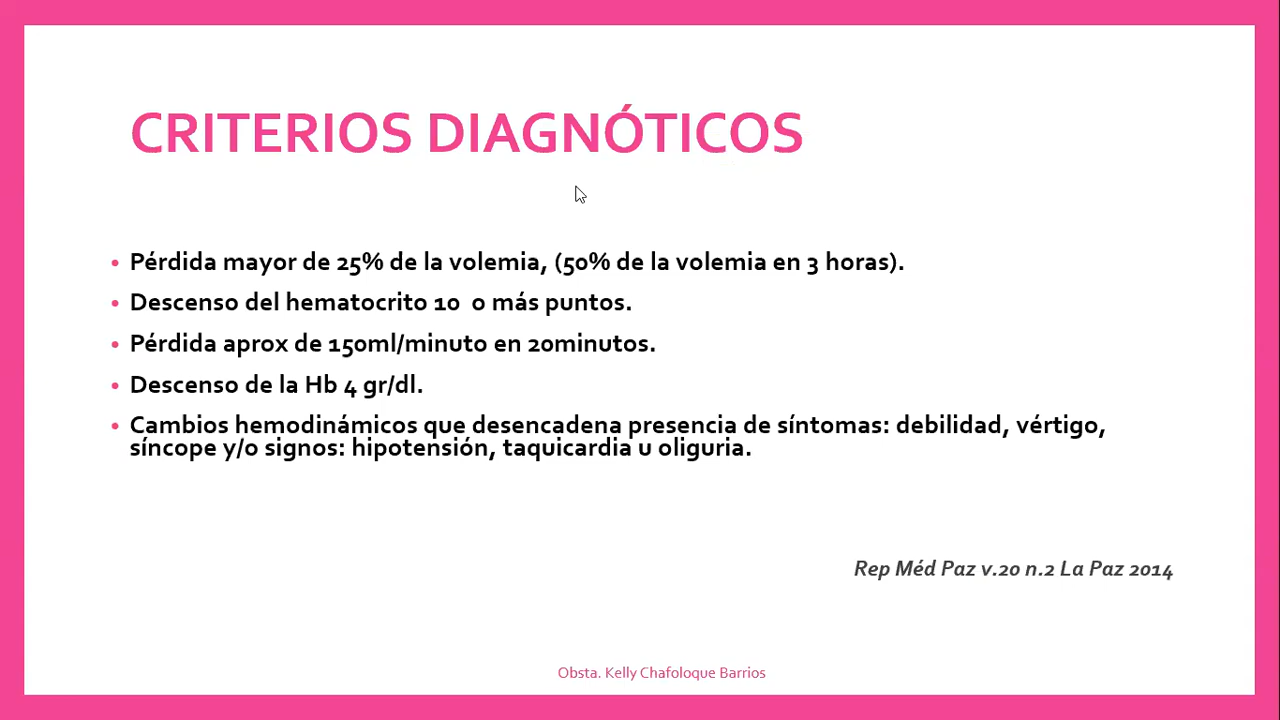 CRITERIOS DIAGNÓTICOS
• Pérdida mayor de 25% de la volemia, (50% de la volemia en 3 horas).
• Descenso del hematocrito 10 o más puntos.
• Pérdida aprox de 150ml/minuto en 20minutos.
• Descenso de la Hb 4 gr/dl.
• Cambios hemodinámicos que desencadena presencia de síntomas: debilidad, vértigo,
síncope y/o signos: hipotensión, taquicardia u oliguria.
Rep Méd Paz v.20 n.2 La Paz 2014
Obsta. Kelly Chafoloque Barrios